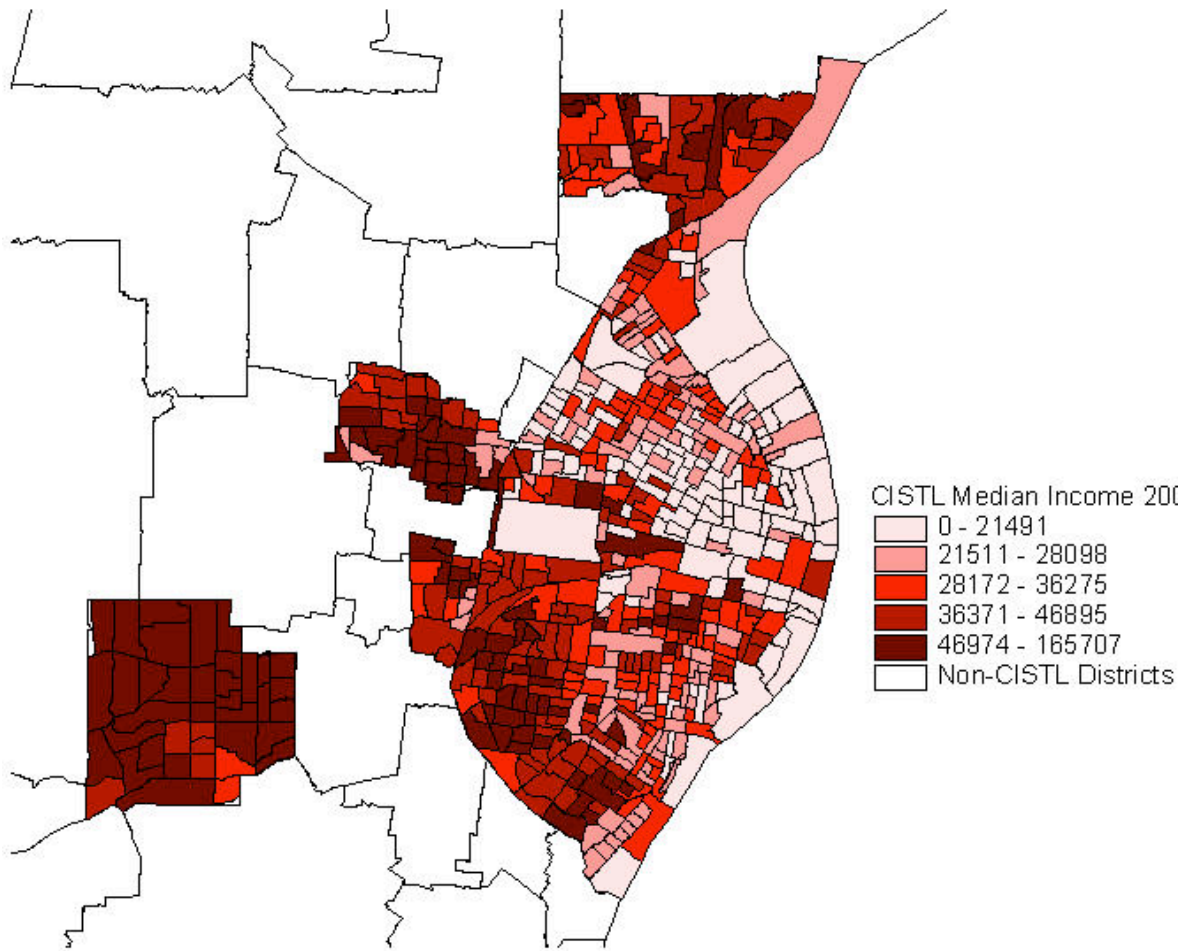 CISTL Median Income 200
0 - 21491
21511 - 28098
28172 - 36275
36371 - 46895
46974 - 165707
Non-CISTL Districts